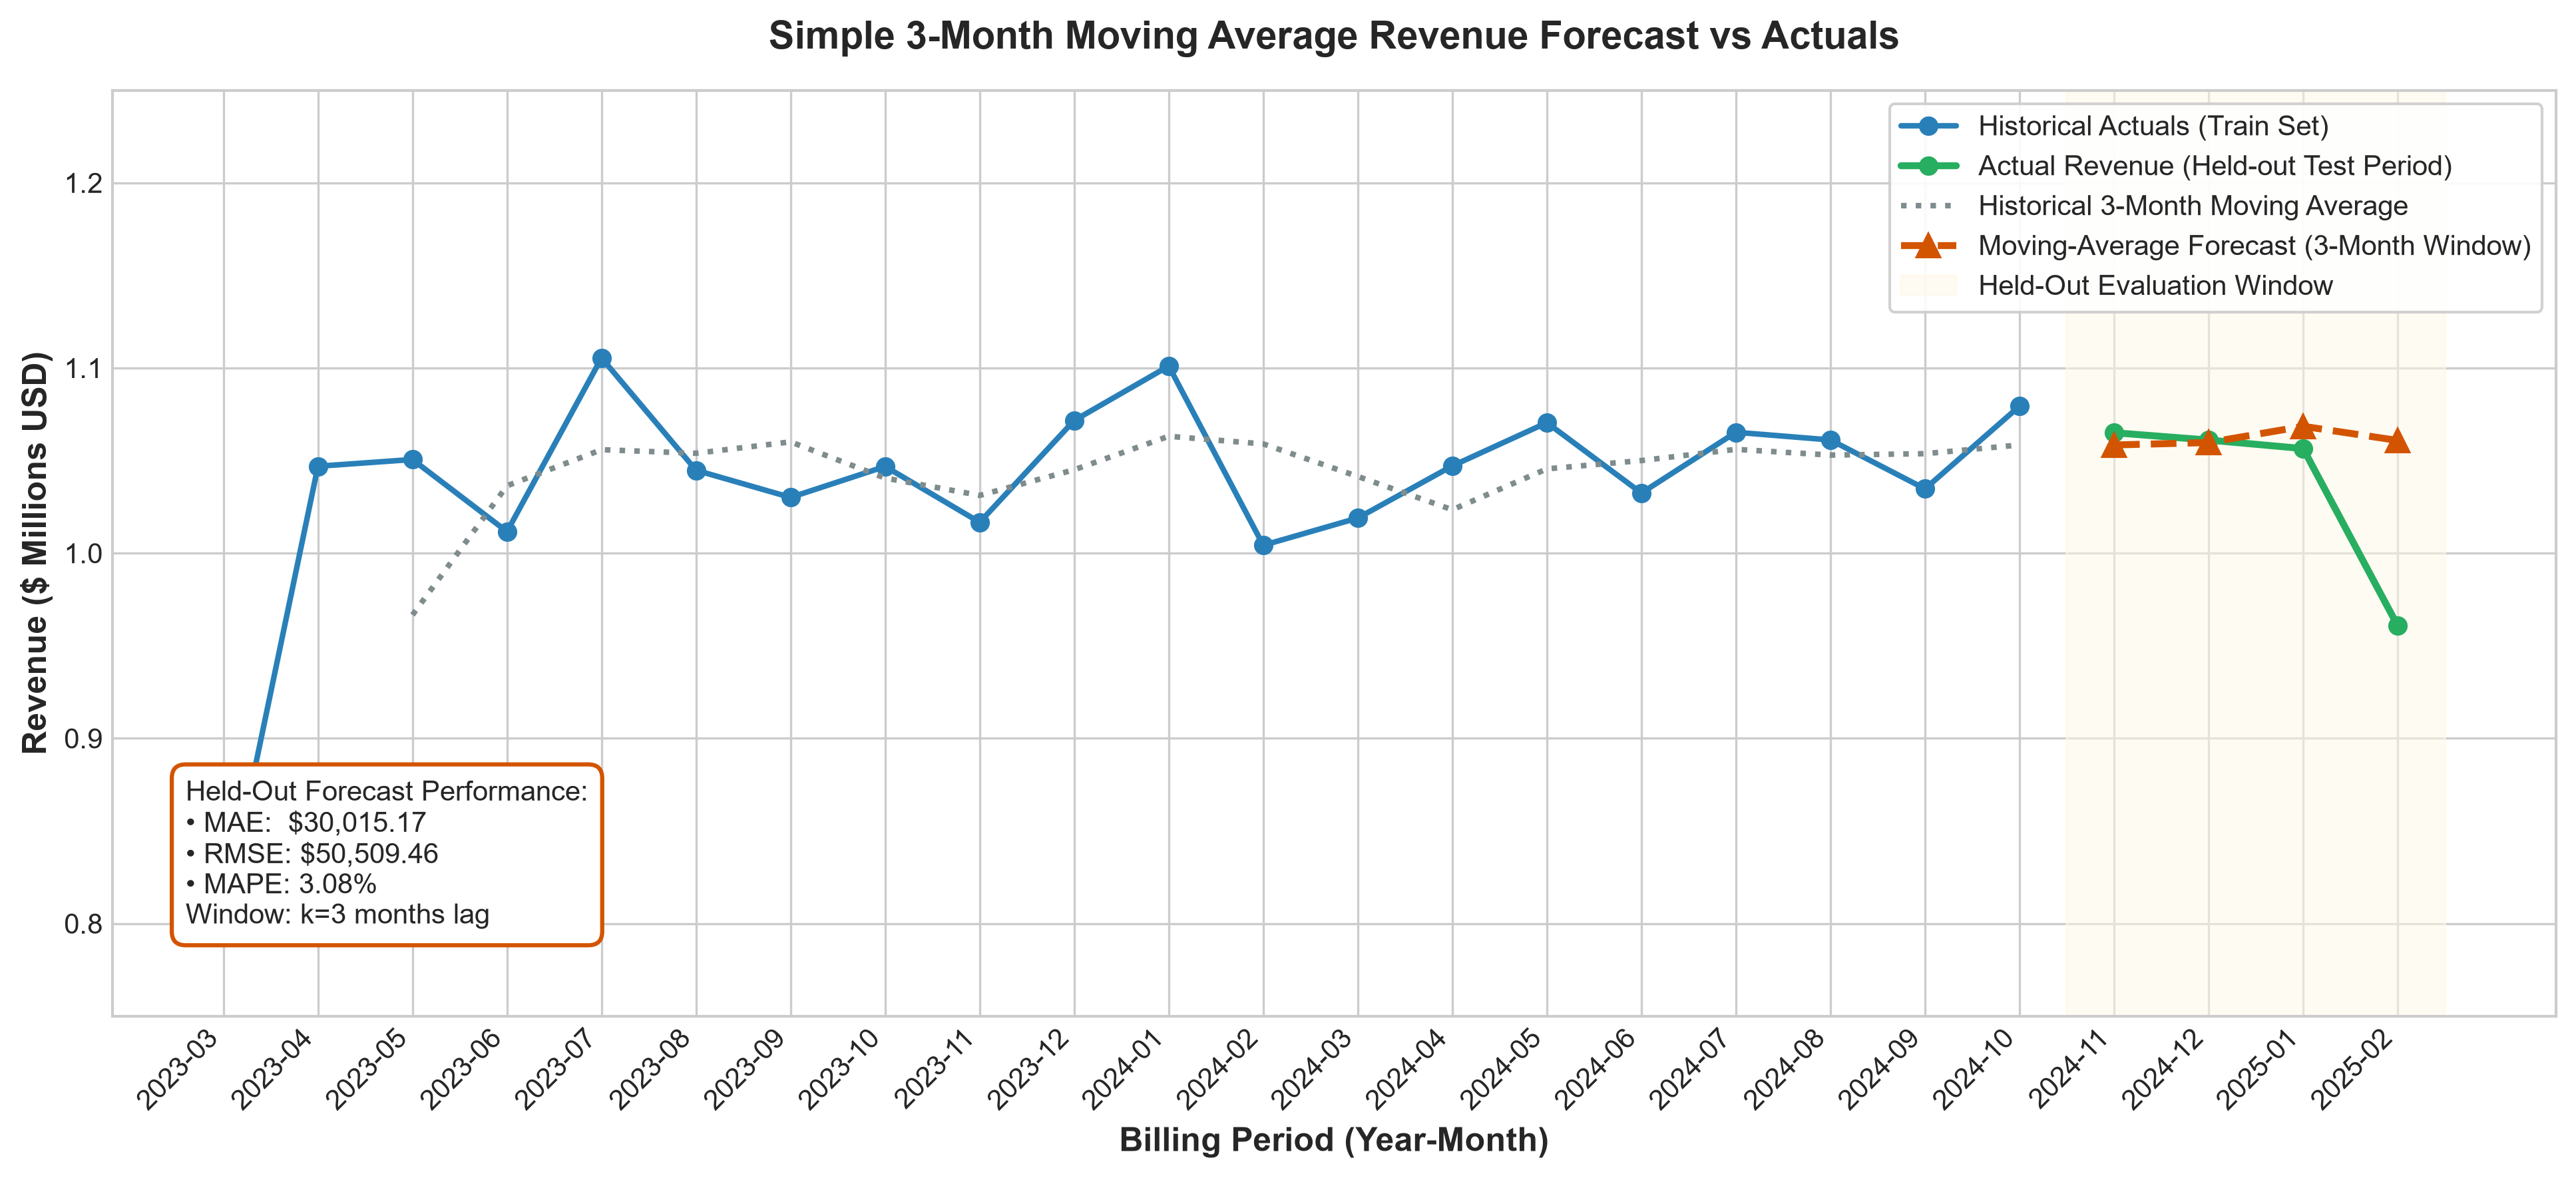 Simple 3-Month Moving Average Revenue Forecast vs Actuals
Historical Actuals (Train Set)
Actual Revenue (Held-out Test Period)
Historical 3-Month Moving Average
Moving-Average Forecast (3-Month Window)
Held-Out Evaluation Window
Revenue ($ Millions USD)
1.2
1.1
1.0
0.9
0.8
Held-Out Forecast Performance:
• MAE: $30,015.17
• RMSE: $50,509.46
• MAPE: 3.08%
Window: k=3 months lag
2023-03
2023-04
2023-05
2023-06
2023-07
2023-08
2023-09
2023-10
2023-11
2023-12
2024-01
2024-02
2024-03
2024-04
2024-05
2024-06
2024-07
2024-08
2024-09
2024-10
2024-11
2024-12
2025-01
2025-02
Billing Period (Year-Month)